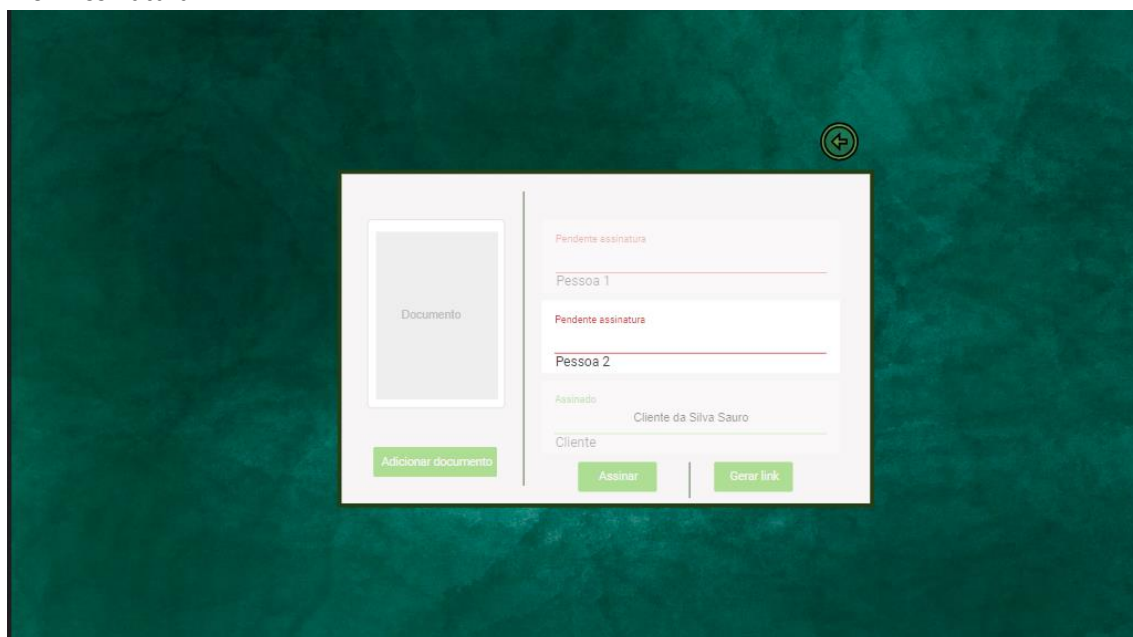 Documento
Adicionar documento
Pendente assinatura
Pessoa 1
Pendente assinatura
Pessoa 2
Assinado
Cliente da Silva Sauro
Cliente
Assinar
Gerar link